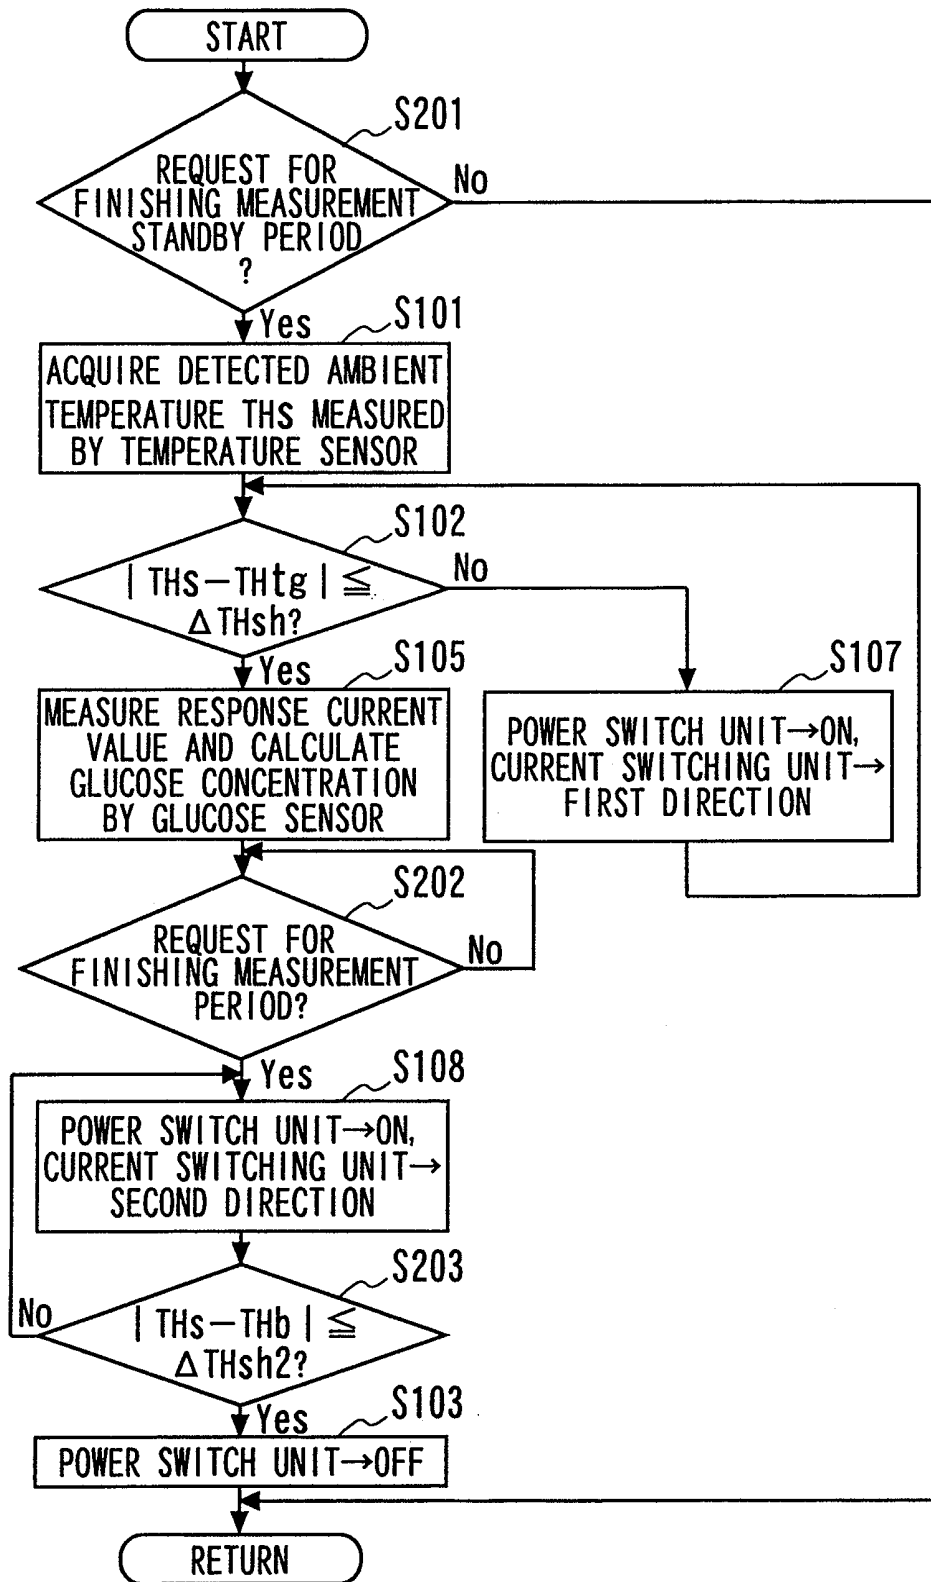 START
S201
REQUEST FOR
FINISHING MEASUREMENT
STANDBY PERIOD
?
No
Yes
S101
ACQUIRE DETECTED AMBIENT
TEMPERATURE THs MEASURED
BY TEMPERATURE SENSOR
S102
| THs－THtg | ≦
ΔTHsh?
No
Yes
S105
MEASURE RESPONSE CURRENT
VALUE AND CALCULATE
GLUCOSE CONCENTRATION
BY GLUCOSE SENSOR
S107
POWER SWITCH UNIT→ON,
CURRENT SWITCHING UNIT→
FIRST DIRECTION
S202
REQUEST FOR
FINISHING MEASUREMENT
PERIOD?
No
Yes
S108
POWER SWITCH UNIT→ON,
CURRENT SWITCHING UNIT→
SECOND DIRECTION
S203
| THs－THb | ≦
ΔTHsh2?
No
Yes
S103
POWER SWITCH UNIT→OFF
RETURN